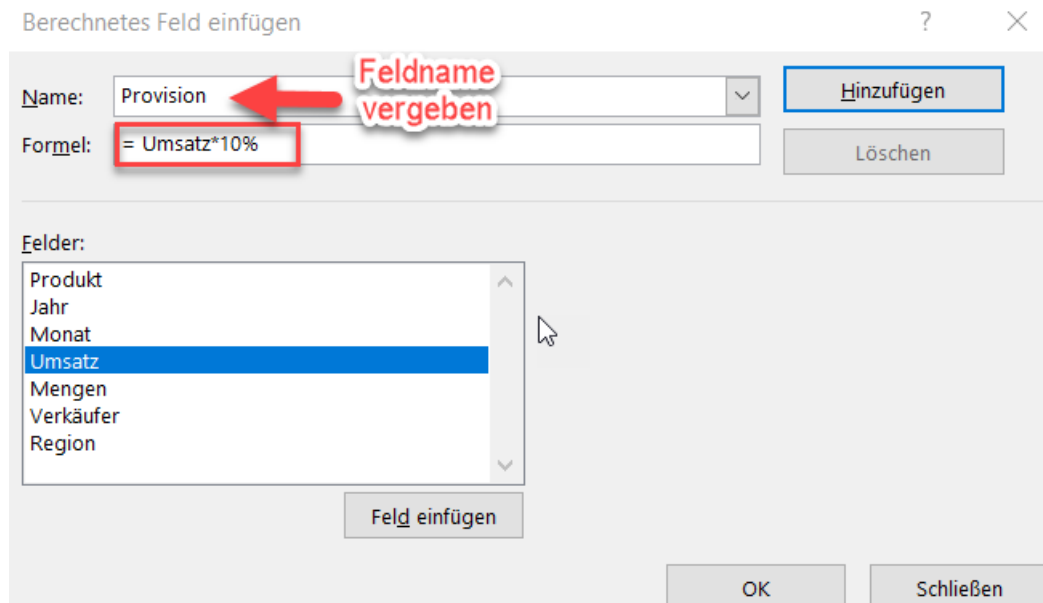 Berechnetes Feld einfügen ?
Name: Provision
Feldname
vergeben
Hinzufügen
Formel: = Umsatz*10%
Löschen
Felder:
Produkt
Jahr
Monat
Umsatz
Mengen
Verkäufer
Region
Feld einfügen
OK Schließen